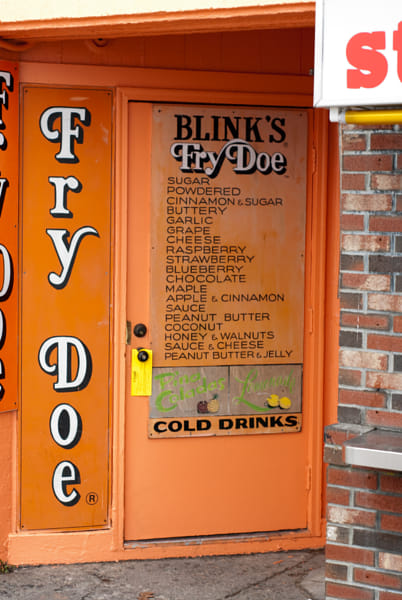 Fry Doe ®
BLINK'S
Fry Doe
SUGAR
POWDERED
CINNAMON & SUGAR
BUTTERY
GARLIC
GRAPE
CHEESE
RASPBERRY
STRAWBERRY
BLUEBERRY
CHOCOLATE
MAPLE
APPLE & CINNAMON
SAUCE
PEANUT BUTTER
COCONUT
HONEY & WALNUTS
SAUCE & CHEESE
PEANUT BUTTER & JELLY
COLD DRINKS
st